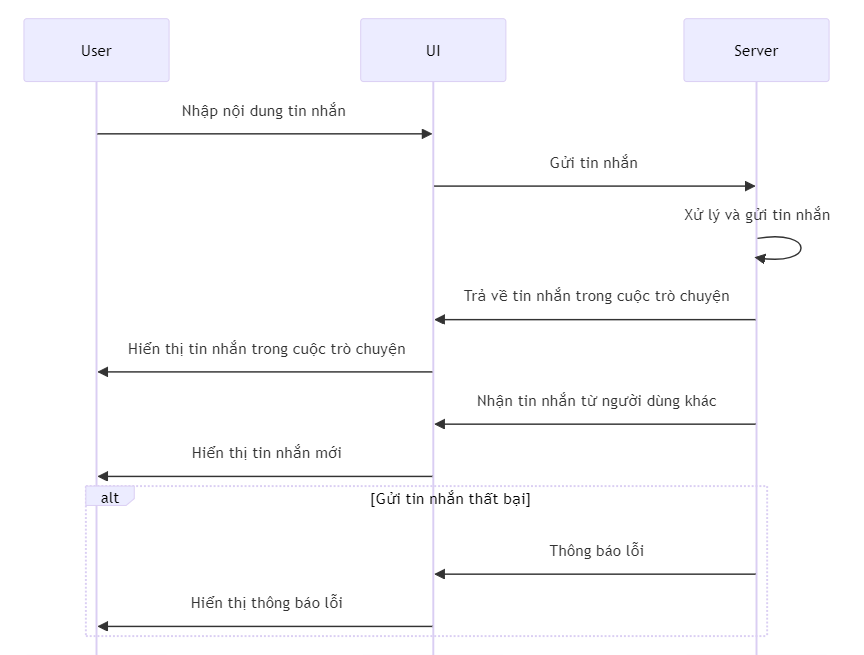 User
UI
Server
Nhập nội dung tin nhắn
Gửi tin nhắn
Xử lý và gửi tin nhắn
Trả về tin nhắn trong cuộc trò chuyện
Hiển thị tin nhắn trong cuộc trò chuyện
Nhận tin nhắn từ người dùng khác
Hiển thị tin nhắn mới
alt
[Gửi tin nhắn thất bại]
Thông báo lỗi
Hiển thị thông báo lỗi